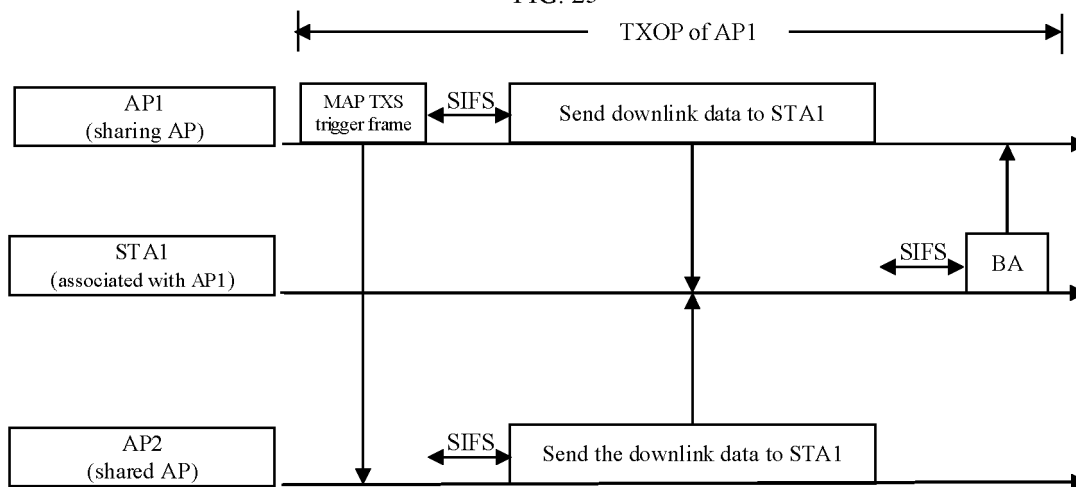 FIG. 25
TXOP of AP1
AP1
(sharing AP)
MAP TXS
trigger frame
SIFS
Send downlink data to STA1
STA1
(associated with AP1)
SIFS
BA
AP2
(shared AP)
SIFS
Send the downlink data to STA1